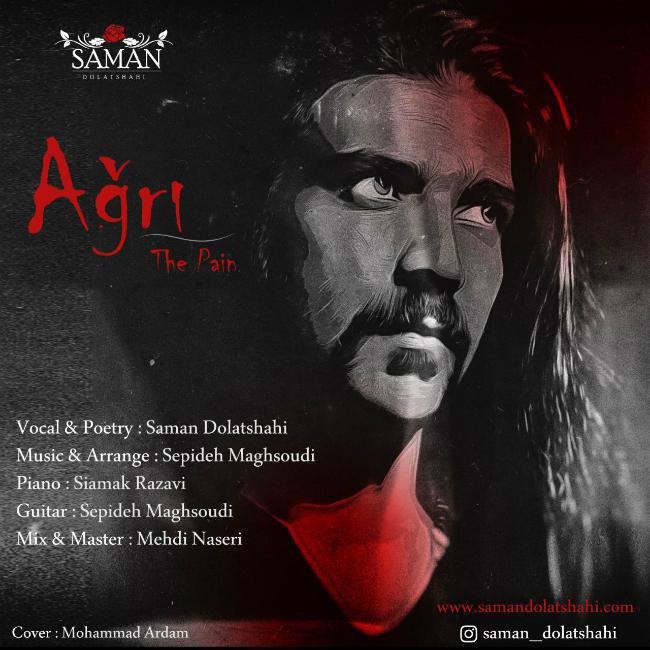 SAMAN
DOLATSHAHI
Ağrı
The Pain
Vocal & Poetry : Saman Dolatshahi
Music & Arrange : Sepideh Maghsoudi
Piano : Siamak Razavi
Guitar : Sepideh Maghsoudi
Mix & Master : Mehdi Naseri
www.samandolatshahi.com
Cover : Mohammad Ardam
saman__dolatshahi